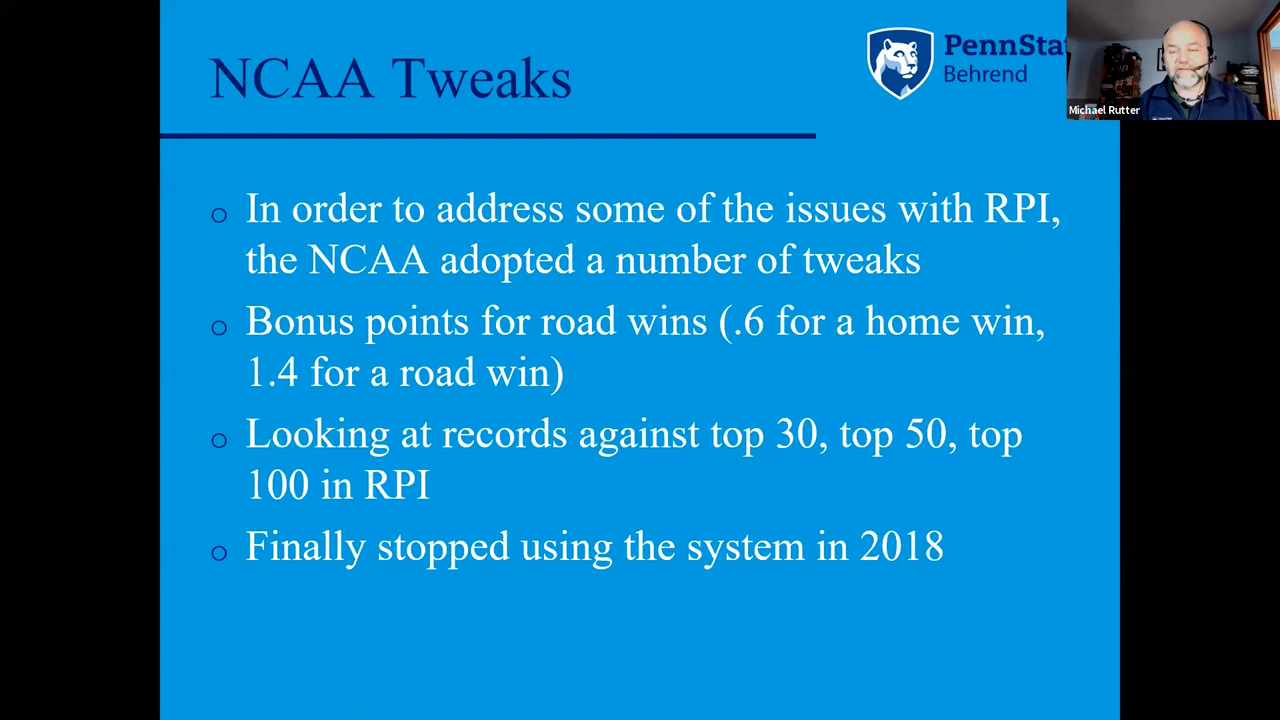 NCAA Tweaks
PennSta
Behrend
Michael Rutter
In order to address some of the issues with RPI,
the NCAA adopted a number of tweaks
Bonus points for road wins (.6 for a home win,
1.4 for a road win)
Looking at records against top 30, top 50, top
100 in RPI
Finally stopped using the system in 2018